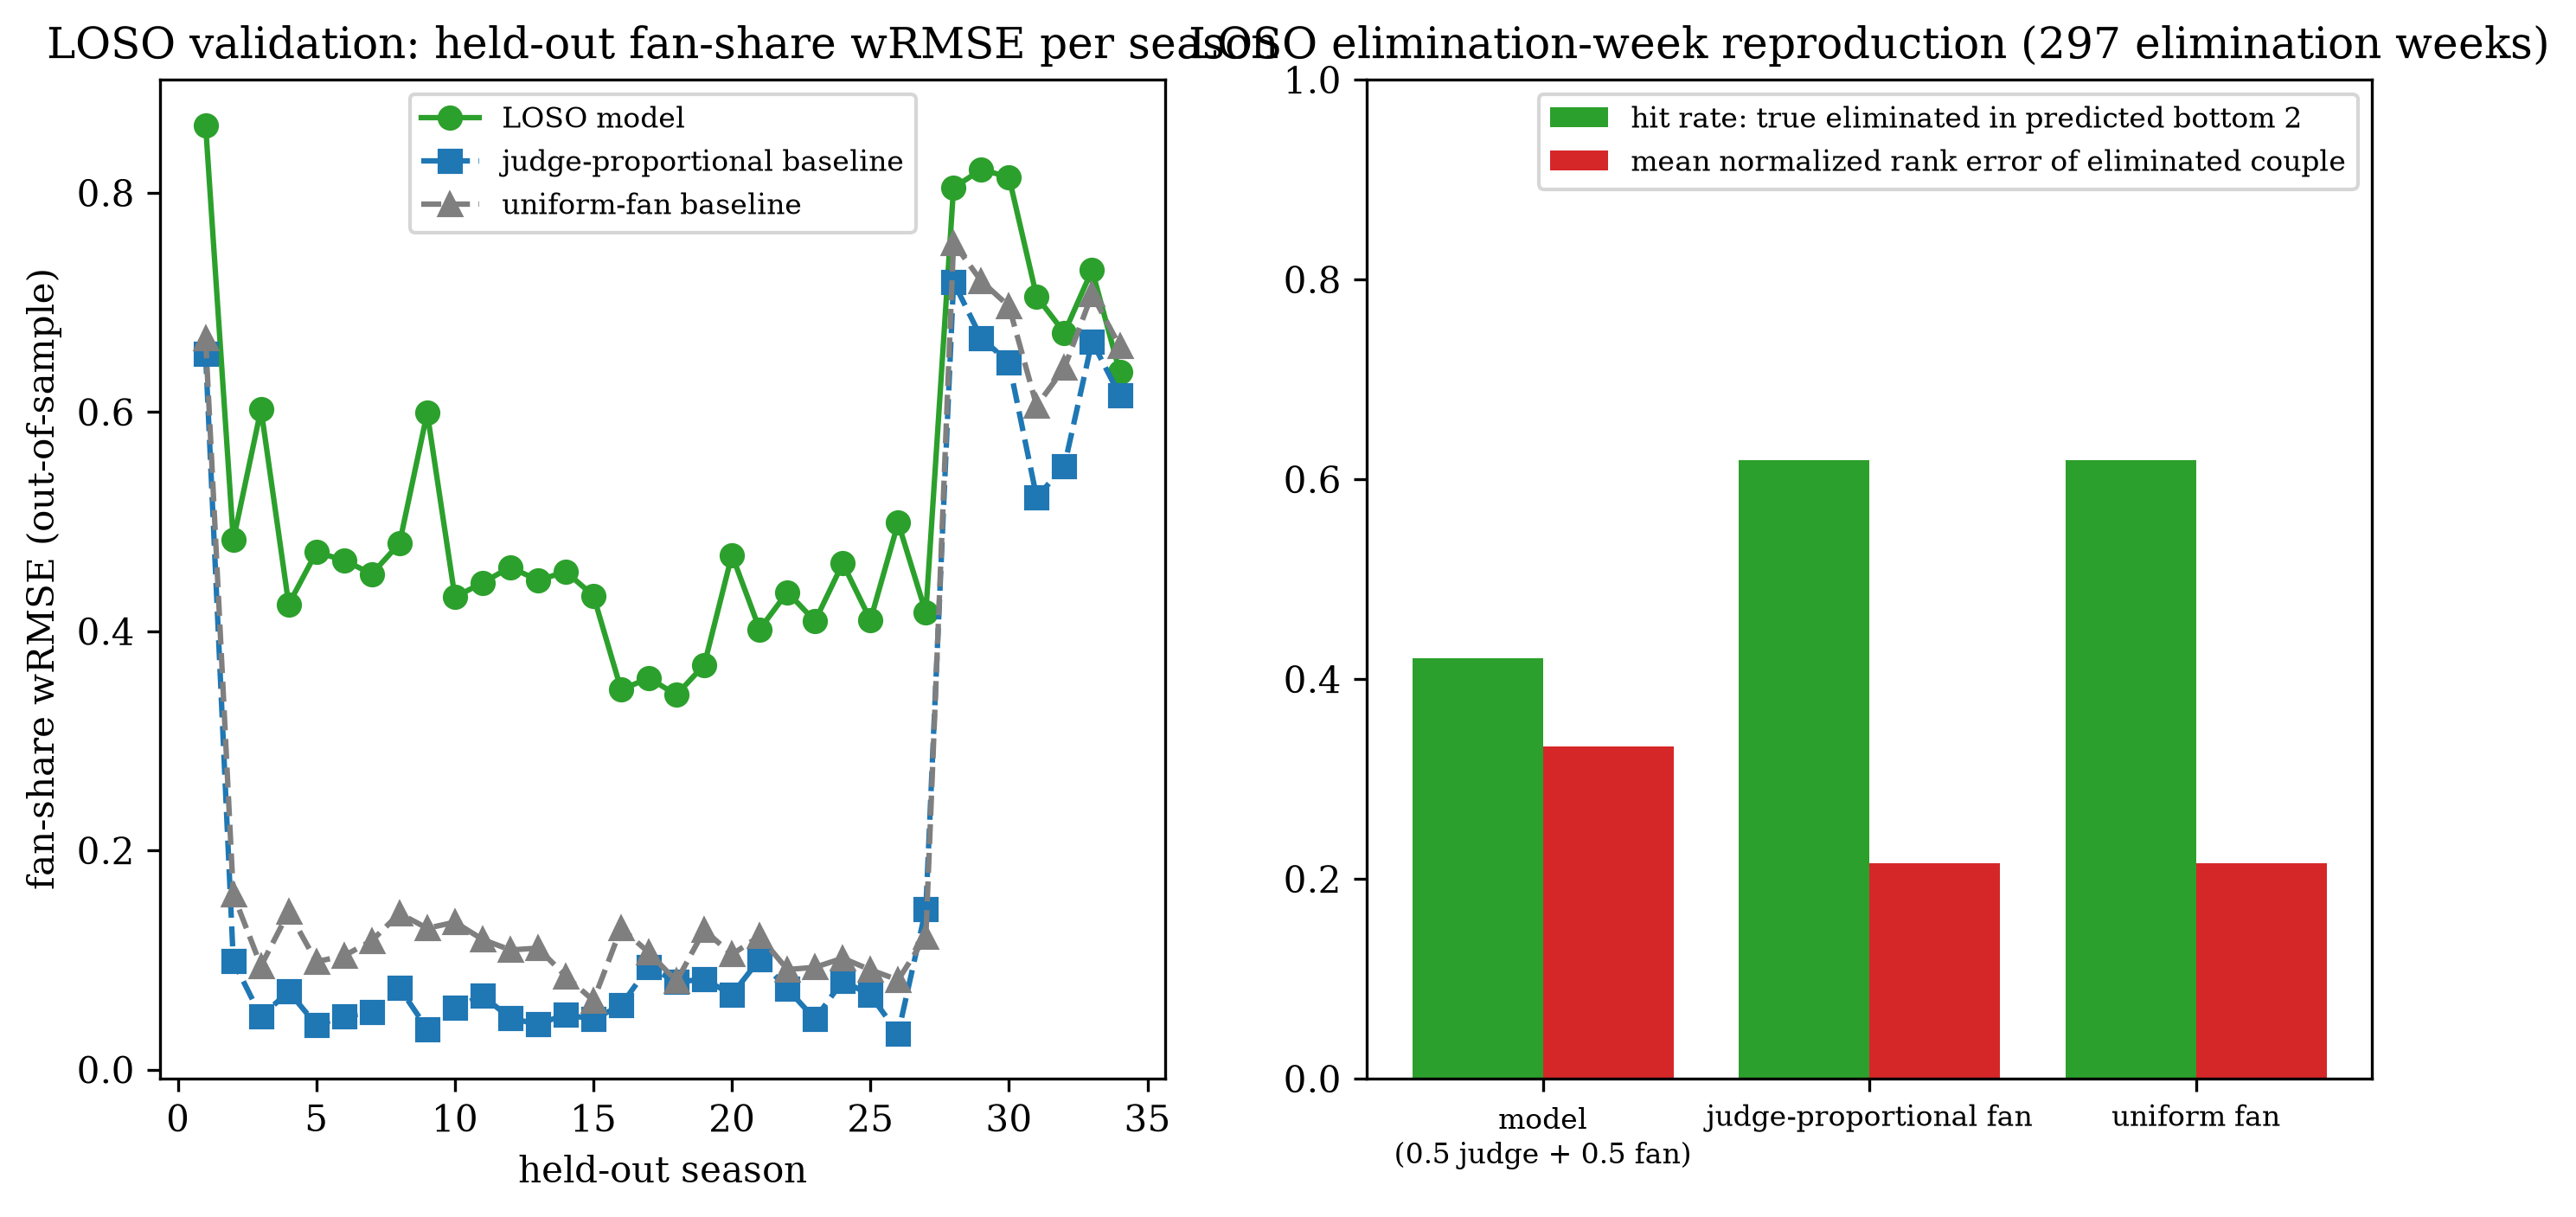 LOSO validation: held-out fan-share wRMSE per season
LOSO model
judge-proportional baseline
uniform-fan baseline
fan-share wRMSE (out-of-sample)
0.8
0.6
0.4
0.2
0.0
0 5 10 15 20 25 30 35
held-out season
LOSO elimination-week reproduction (297 elimination weeks)
hit rate: true eliminated in predicted bottom 2
mean normalized rank error of eliminated couple
1.0
0.8
0.6
0.4
0.2
0.0
model
(0.5 judge + 0.5 fan)
judge-proportional fan
uniform fan